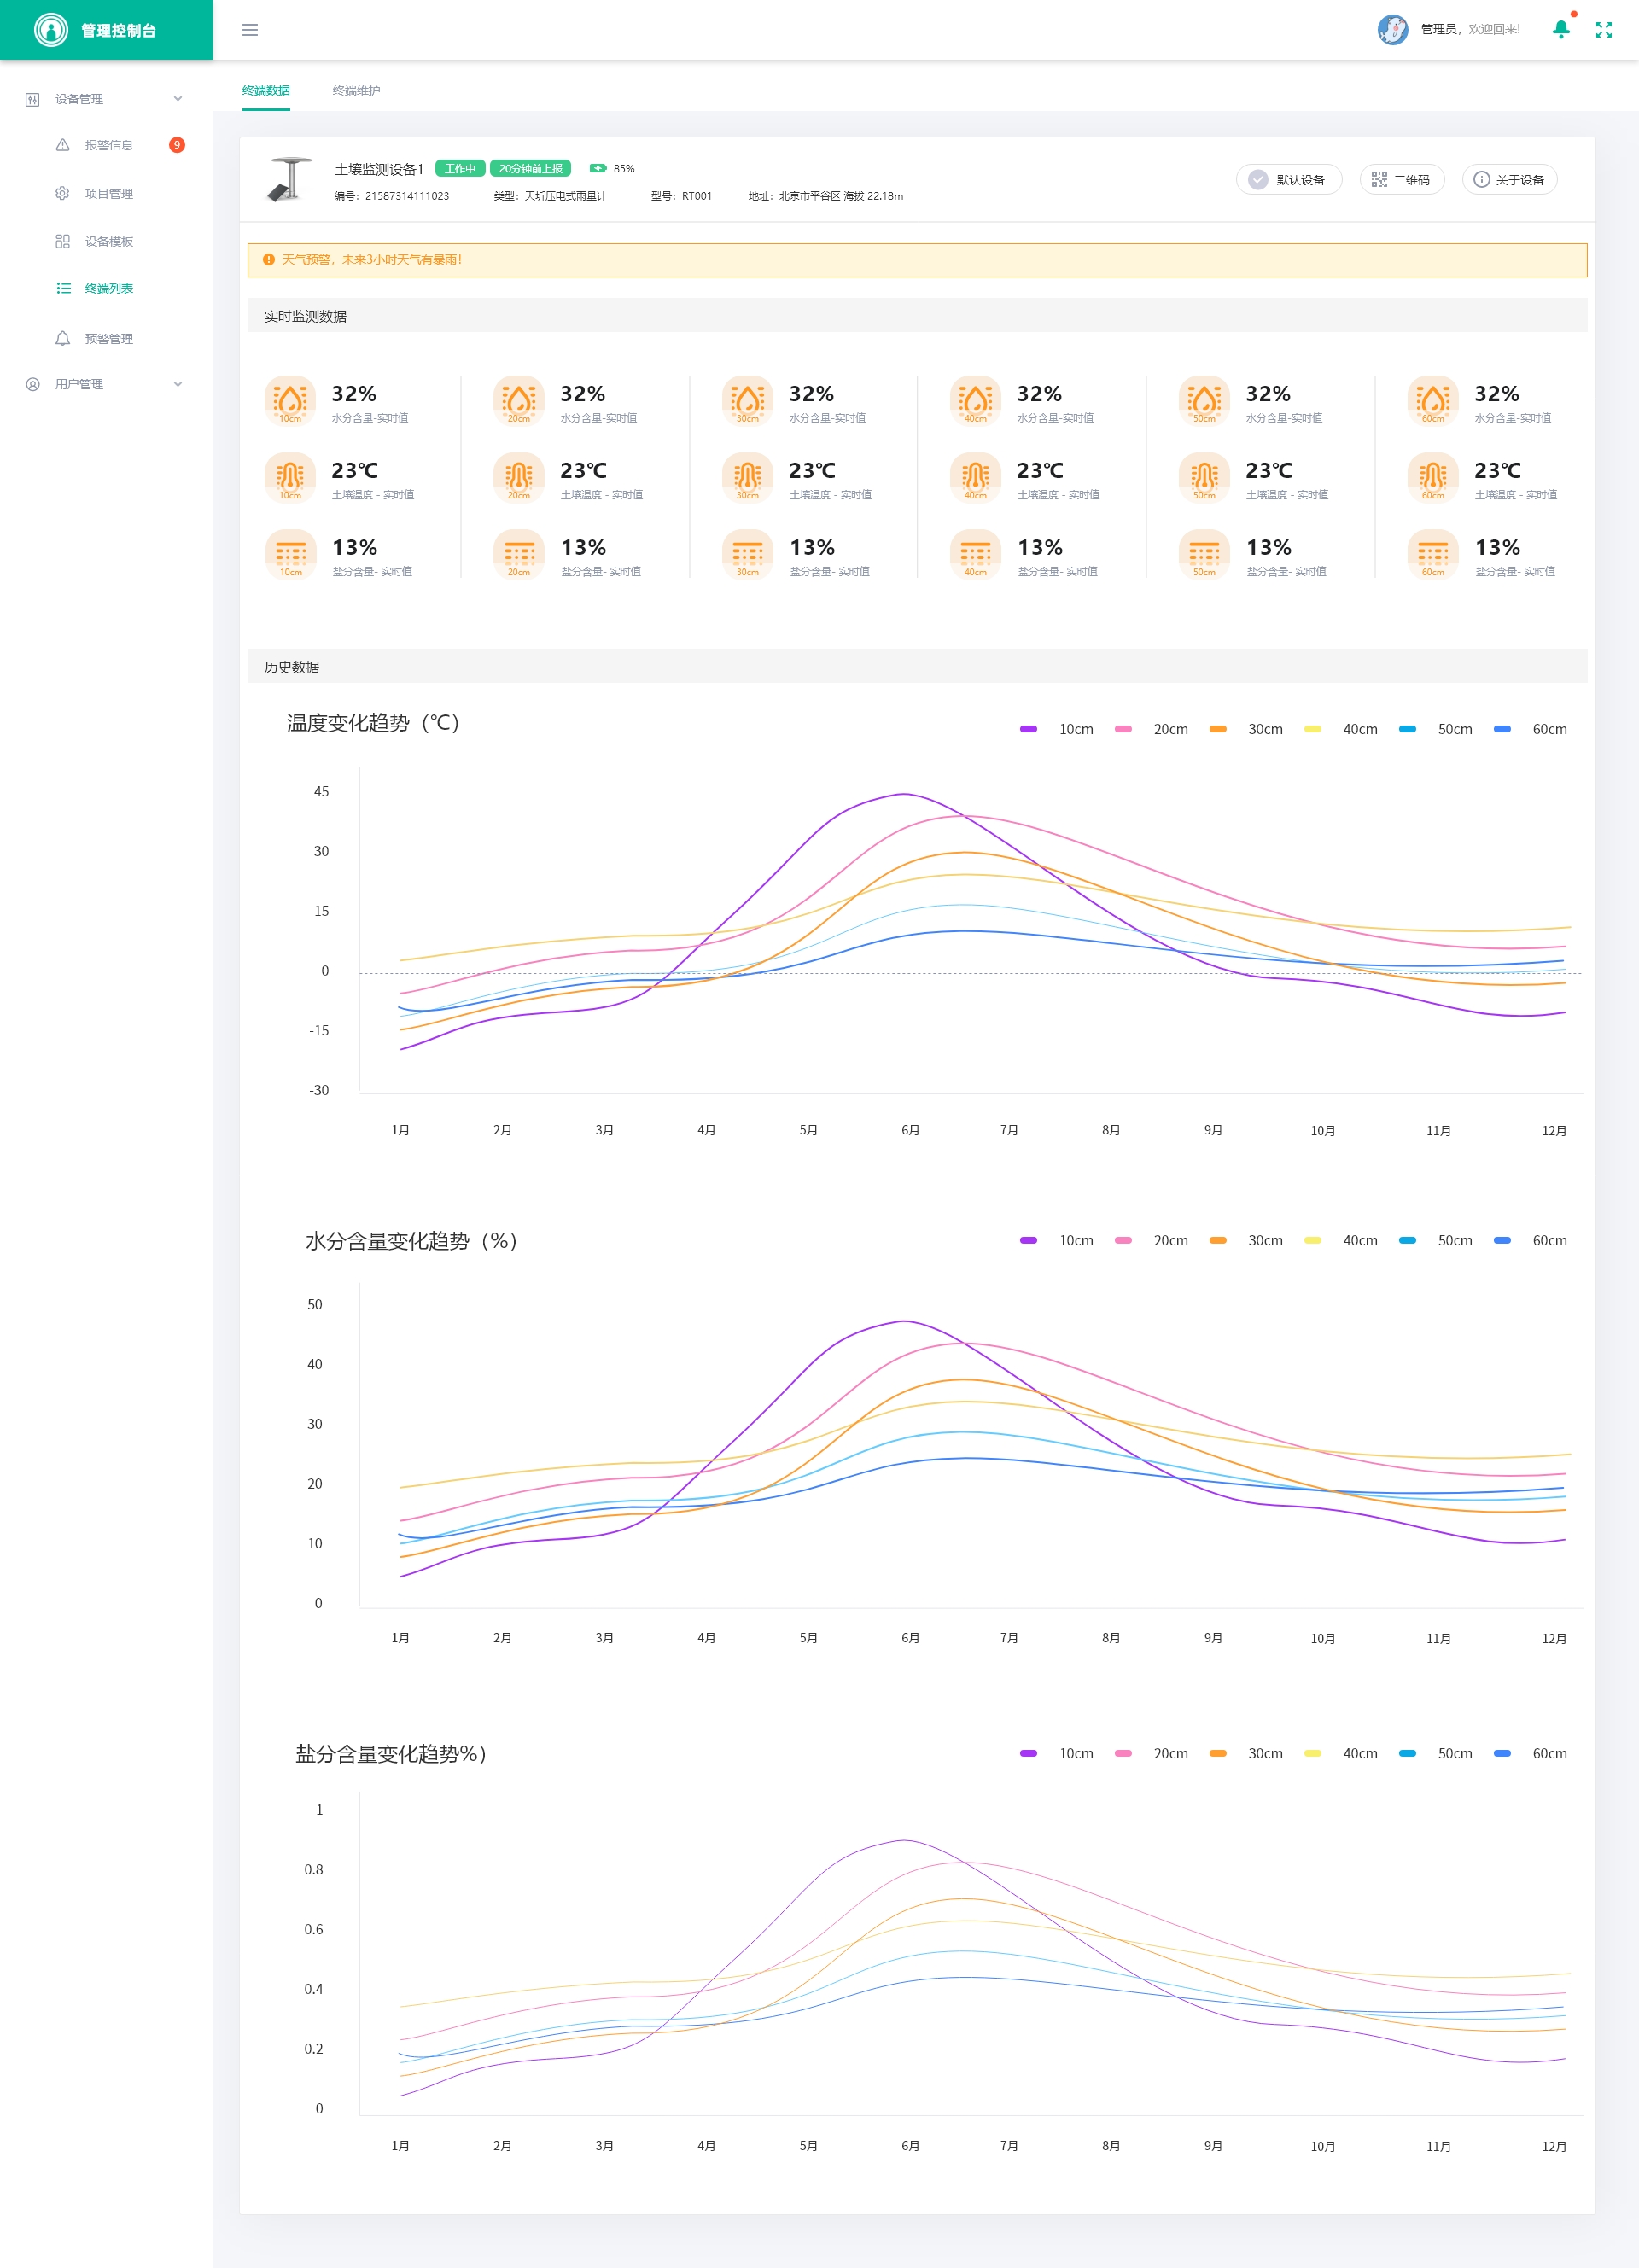 管理控制台
管理员，欢迎回来！
设备管理
报警信息 9
项目管理
设备模板
终端列表
预警管理
用户管理
终端数据 终端维护
土壤监测设备1 工作中 20分钟前上报 85%
编号：21587314111023 类型：天圻压电式雨量计 型号：RT001 地址：北京市平谷区 海拔 22.18m
默认设备 二维码 关于设备
天气预警，未来3小时天气有暴雨！
实时监测数据
10cm 32% 20cm 32% 30cm 32% 40cm 32% 50cm 32% 60cm 32%
水分含量-实时值 水分含量-实时值 水分含量-实时值 水分含量-实时值 水分含量-实时值 水分含量-实时值
10cm 23℃ 20cm 23℃ 30cm 23℃ 40cm 23℃ 50cm 23℃ 60cm 23℃
土壤温度 - 实时值 土壤温度 - 实时值 土壤温度 - 实时值 土壤温度 - 实时值 土壤温度 - 实时值 土壤温度 - 实时值
10cm 13% 20cm 13% 30cm 13% 40cm 13% 50cm 13% 60cm 13%
盐分含量- 实时值 盐分含量- 实时值 盐分含量- 实时值 盐分含量- 实时值 盐分含量- 实时值 盐分含量- 实时值
历史数据
温度变化趋势（℃）
10cm 20cm 30cm 40cm 50cm 60cm
45
30
15
0
-15
-30
1月 2月 3月 4月 5月 6月 7月 8月 9月 10月 11月 12月
水分含量变化趋势（%）
10cm 20cm 30cm 40cm 50cm 60cm
50
40
30
20
10
0
1月 2月 3月 4月 5月 6月 7月 8月 9月 10月 11月 12月
盐分含量变化趋势%）
10cm 20cm 30cm 40cm 50cm 60cm
1
0.8
0.6
0.4
0.2
0
1月 2月 3月 4月 5月 6月 7月 8月 9月 10月 11月 12月